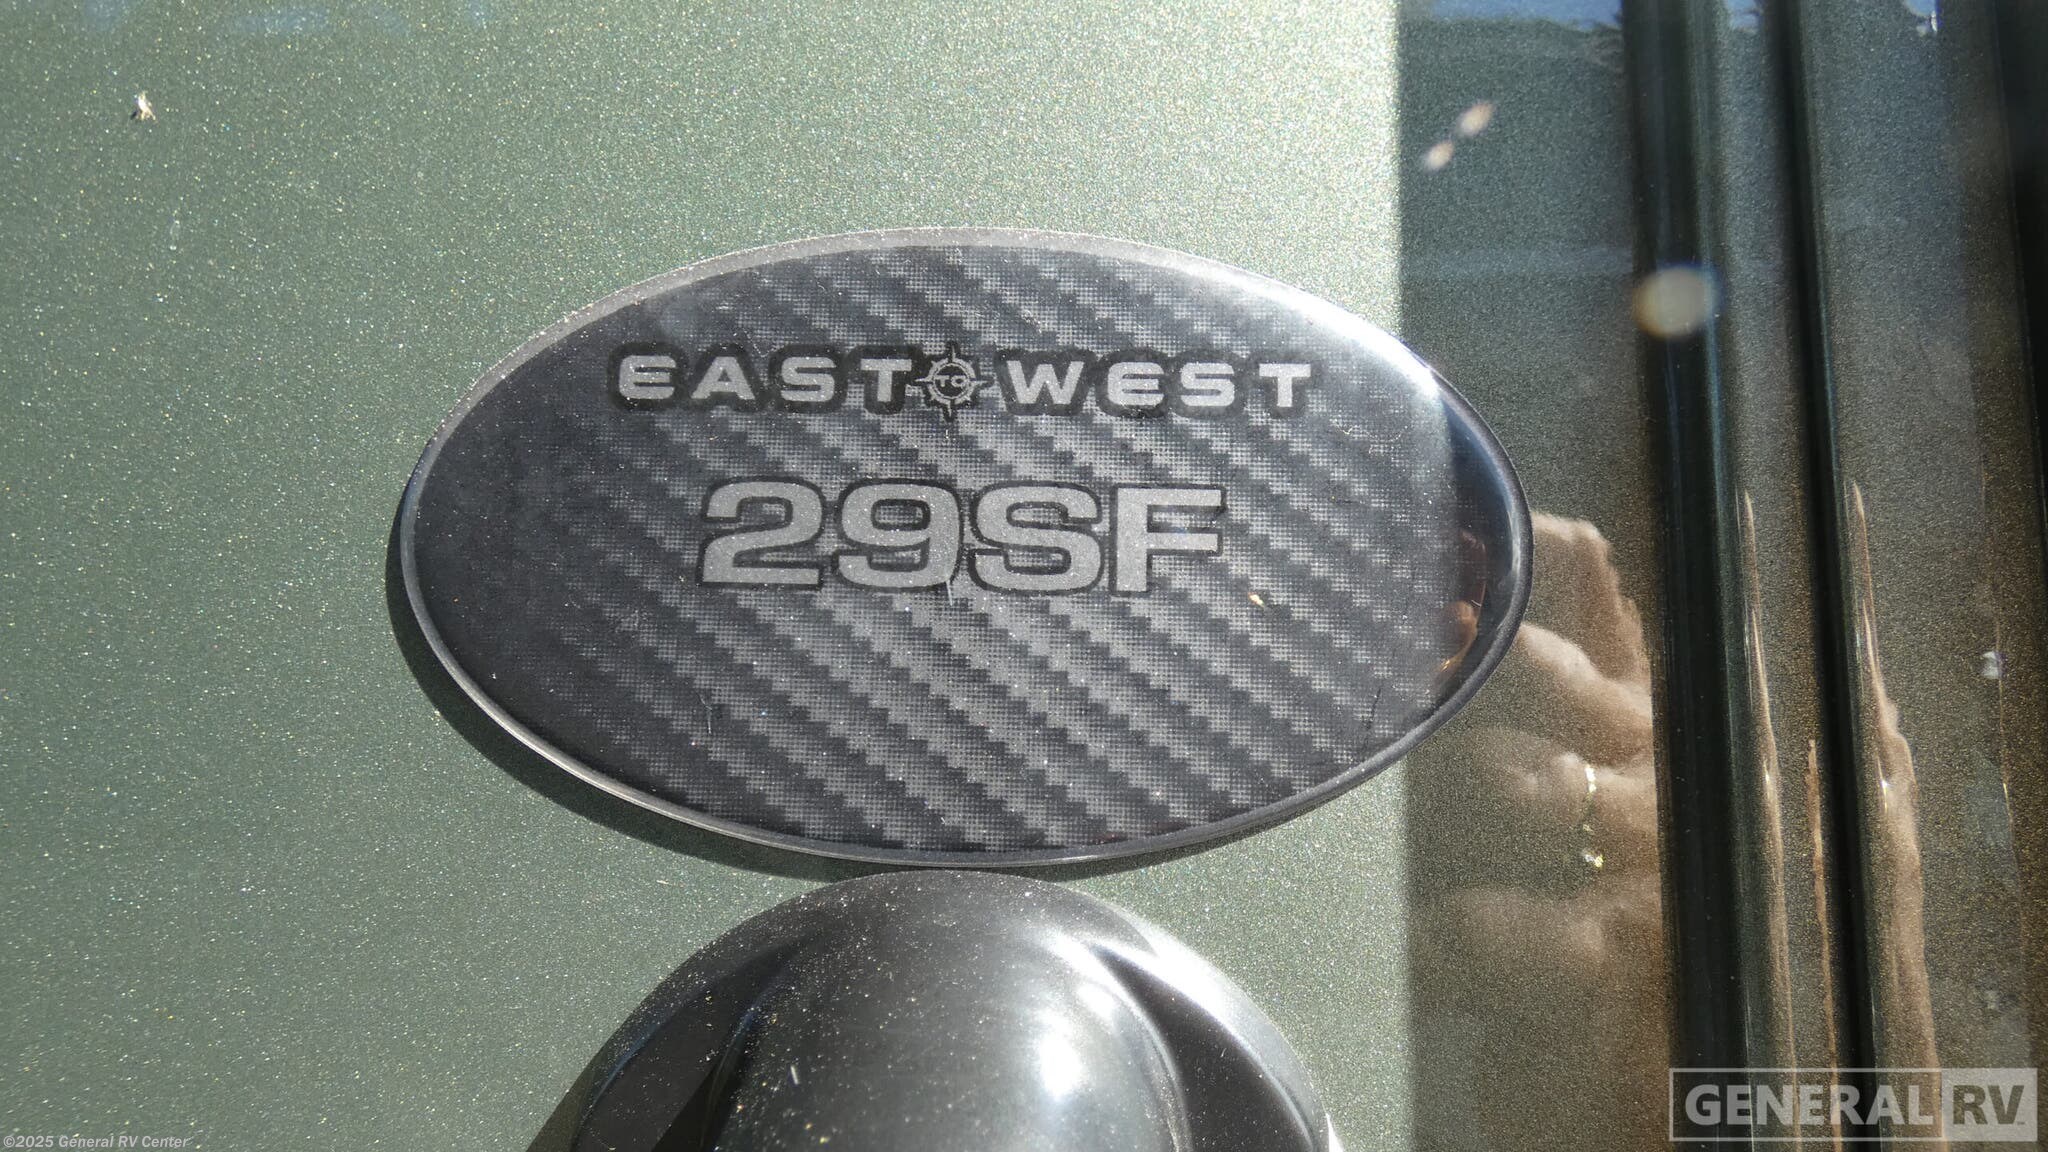 EAST TO WEST
29SF
GENERAL RV
©2025 General RV Center